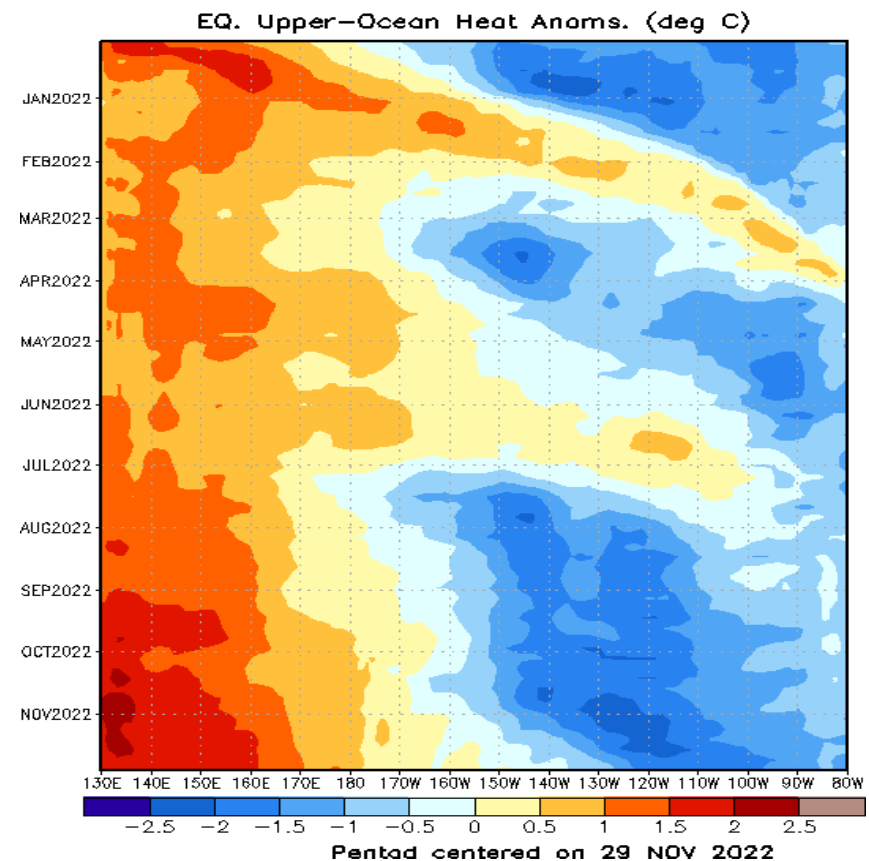 EQ. Upper-Ocean Heat Anoms. (deg C)
JAN2022
FEB2022
MAR2022
APR2022
MAY2022
JUN2022
JUL2022
AUG2022
SEP2022
OCT2022
NOV2022
130E 140E 150E 160E 170E 180 170W 160W 150W 140W 130W 120W 110W 100W 90W 80W
-2.5 -2 -1.5 -1 -0.5 0 0.5 1 1.5 2 2.5
Pentad centered on 29 NOV 2022